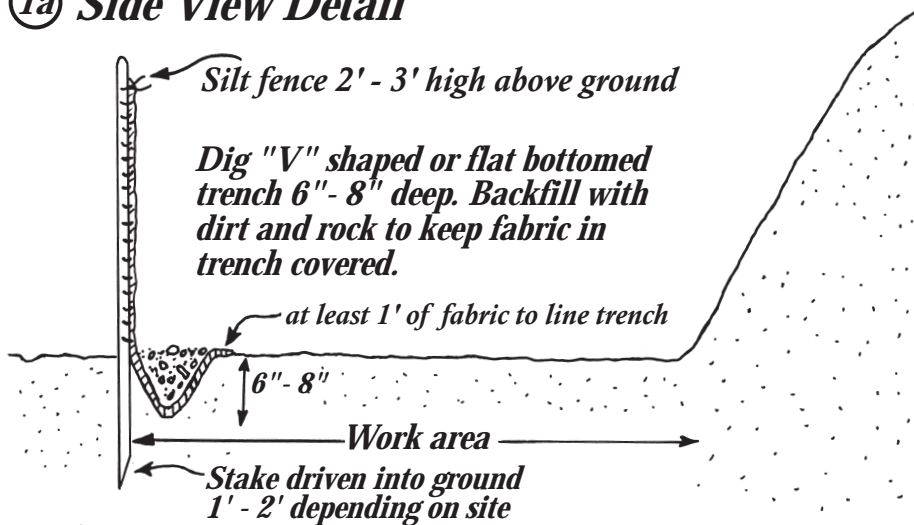 1a Side View Detail
Silt fence 2' - 3' high above ground
Dig "V" shaped or flat bottomed
trench 6"- 8" deep. Backfill with
dirt and rock to keep fabric in
trench covered.
at least 1' of fabric to line trench
6"- 8"
Work area
Stake driven into ground
1' - 2' depending on site